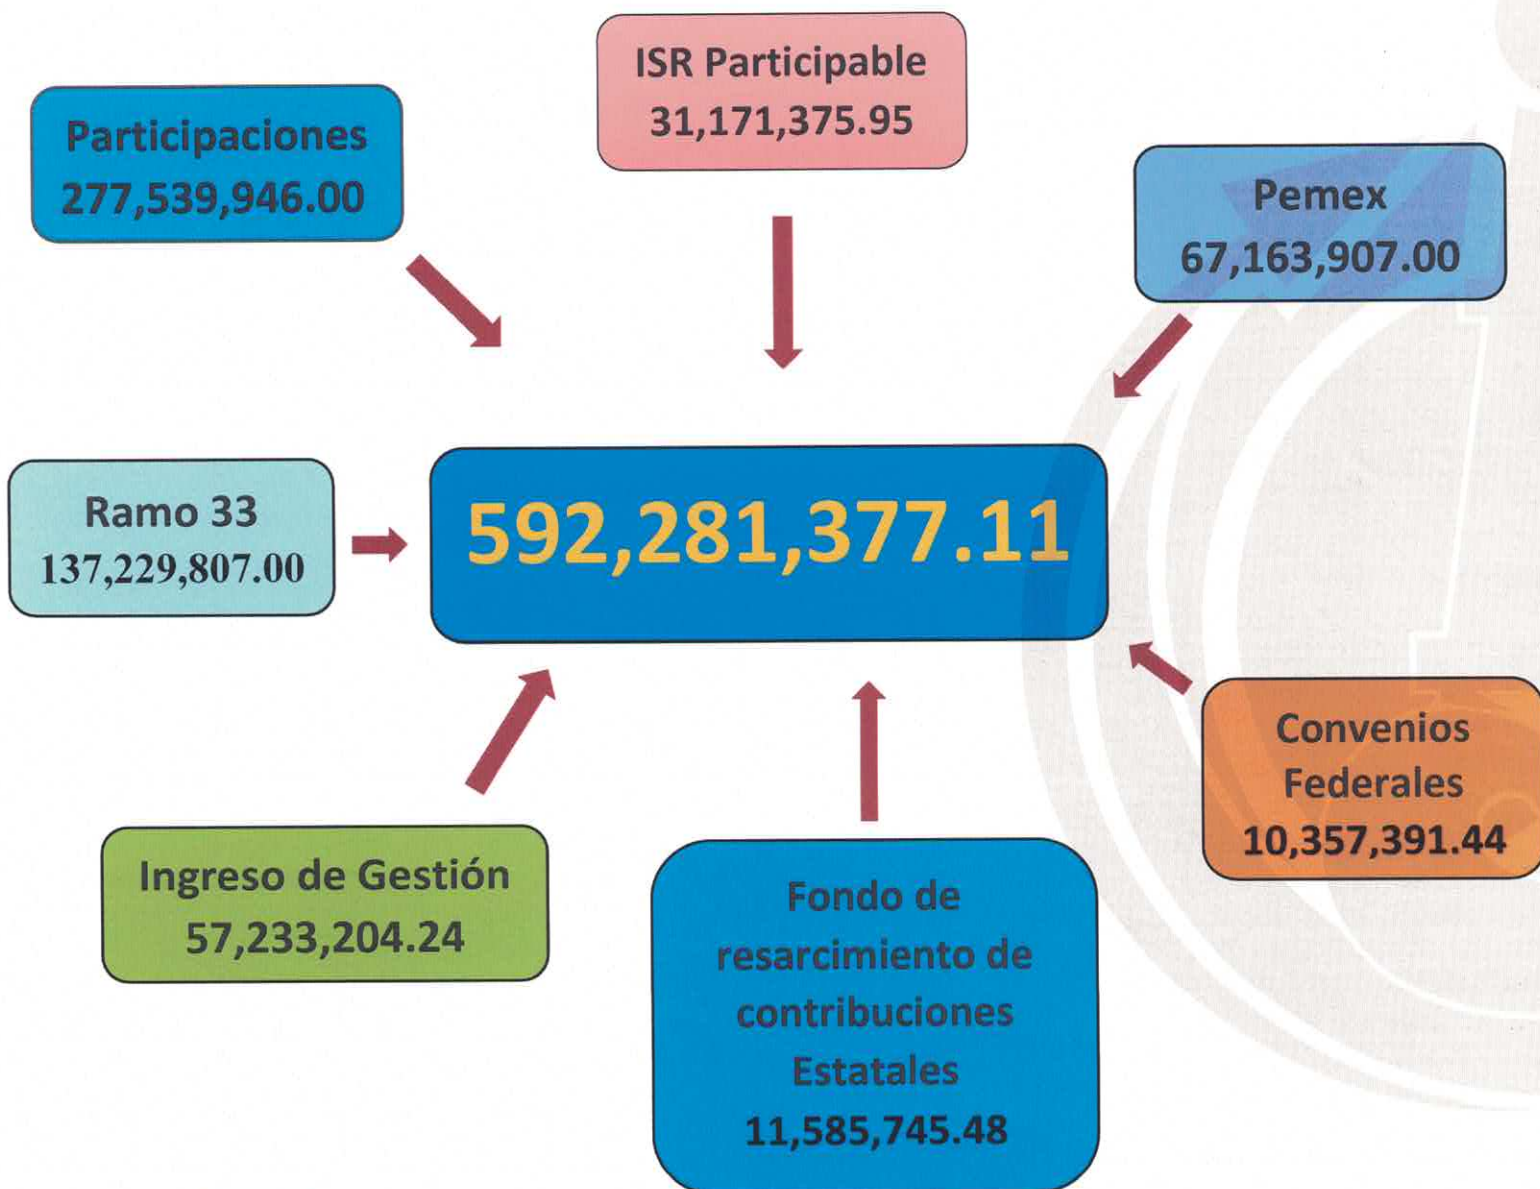 ISR Participable
31,171,375.95
Participaciones
277,539,946.00
Pemex
67,163,907.00
Ramo 33
137,229,807.00
592,281,377.11
Convenios
Federales
10,357,391.44
Ingreso de Gestión
57,233,204.24
Fondo de
resarcimiento de
contribuciones
Estatales
11,585,745.48